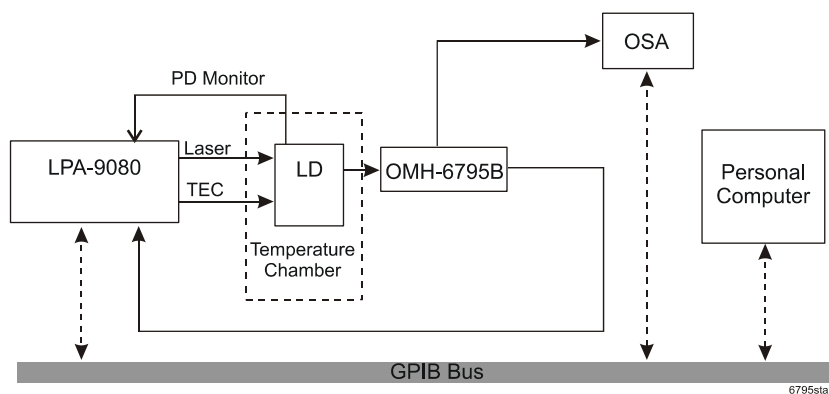 OSA
PD Monitor
LPA-9080
Laser
TEC
LD
OMH-6795B
Personal
Computer
Temperature
Chamber
GPIB Bus
6795sta